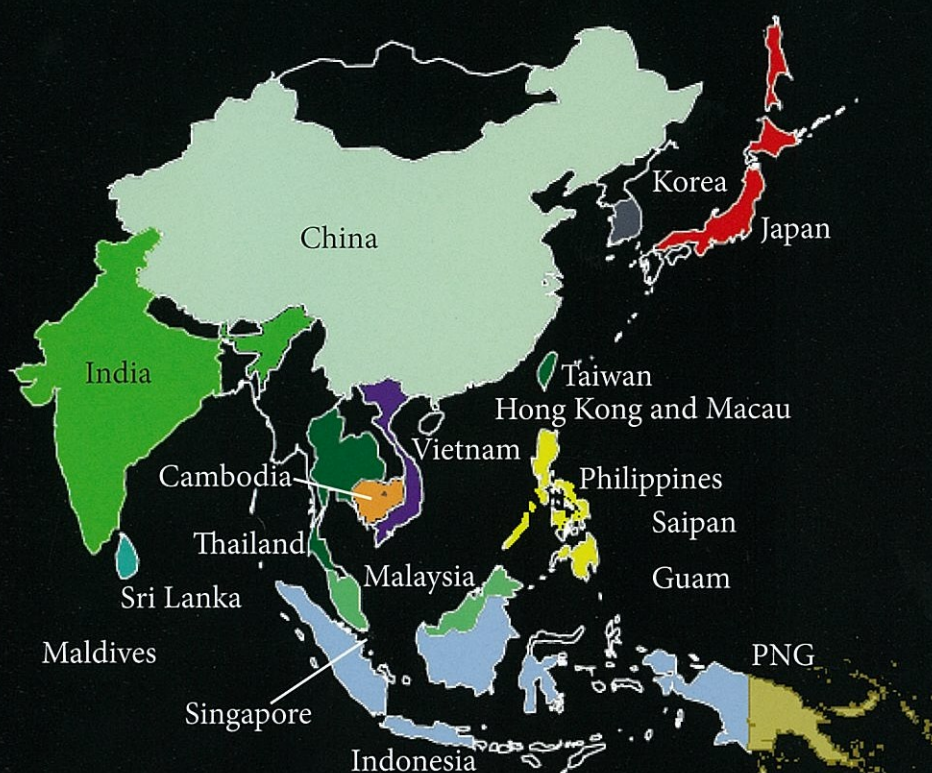 Korea
Japan
China
India
Taiwan
Hong Kong and Macau
Vietnam
Cambodia
Philippines
Saipan
Thailand
Malaysia
Guam
Sri Lanka
Maldives
PNG
Singapore
Indonesia